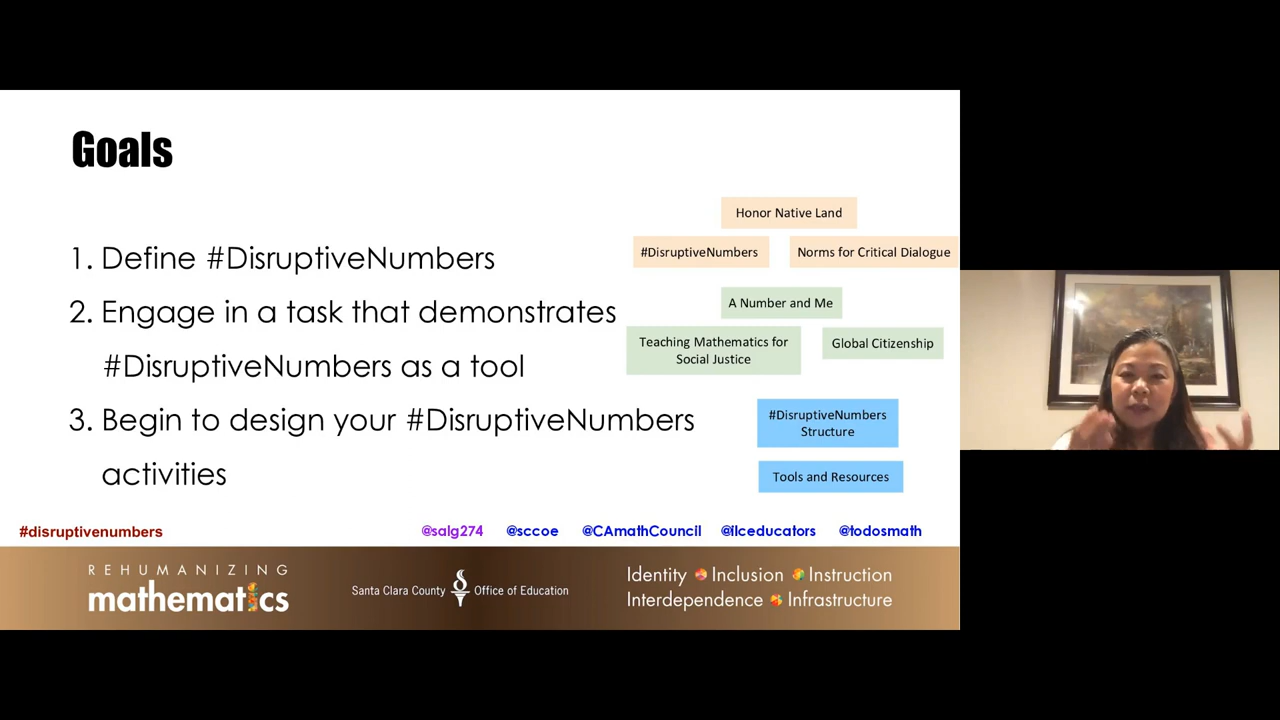 Goals
1. Define #DisruptiveNumbers
2. Engage in a task that demonstrates
#DisruptiveNumbers as a tool
3. Begin to design your #DisruptiveNumbers
activities
Honor Native Land
#DisruptiveNumbers
Norms for Critical Dialogue
A Number and Me
Teaching Mathematics for
Social Justice
Global Citizenship
#DisruptiveNumbers
Structure
Tools and Resources
#disruptivenumbers
@salg274 @sccoe @CAmathCouncil @ilceducators @todosmath
REHUMANIZING
mathematics
Santa Clara County Office of Education
Identity Inclusion Instruction
Interdependence Infrastructure